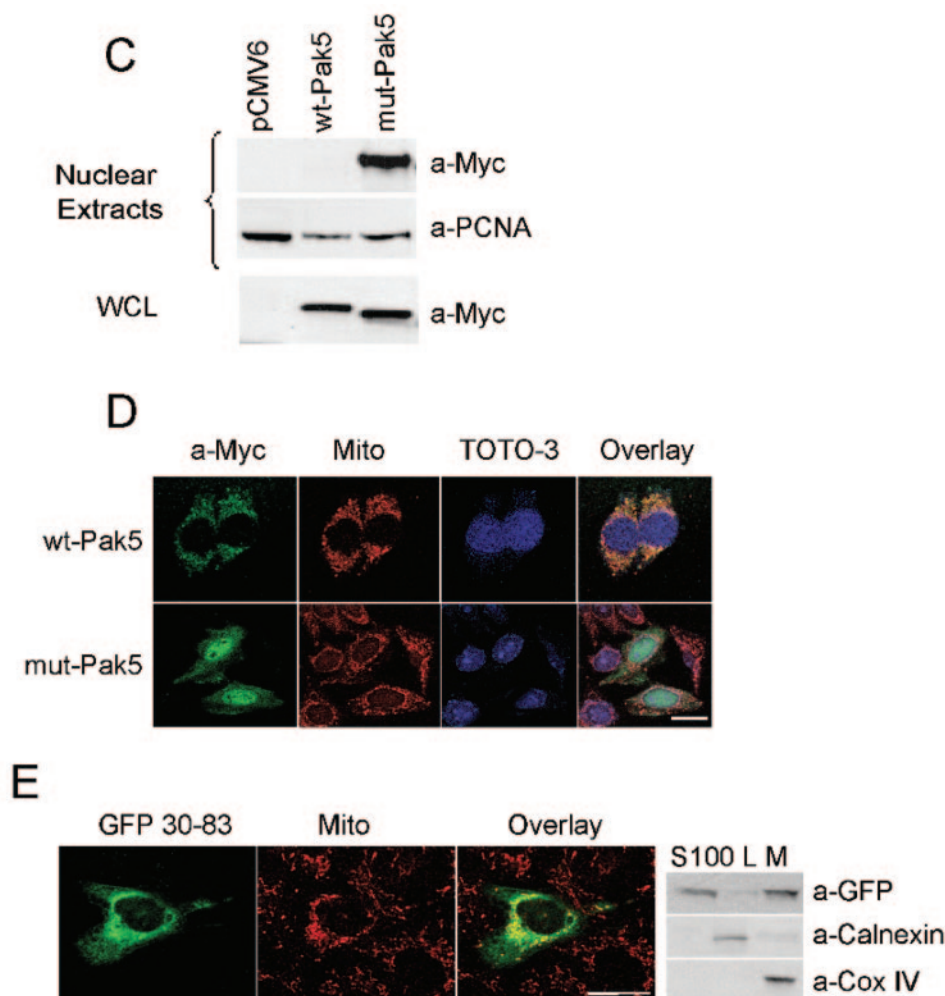 C
pCMV6
wt-Pak5
mut-Pak5
Nuclear
Extracts
a-Myc
a-PCNA
WCL
a-Myc
D
a-Myc Mito TOTO-3 Overlay
wt-Pak5
mut-Pak5
E
GFP 30-83 Mito Overlay
S100 L M
a-GFP
a-Calnexin
a-Cox IV